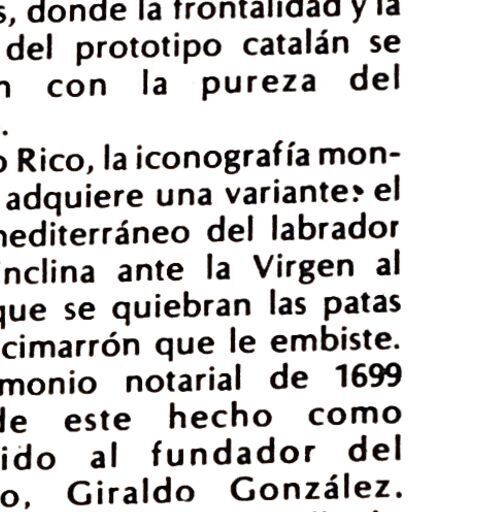 s, donde la frontalidad y la
del prototipo catalán se
n con la pureza del
.
o Rico, la iconografía mon-
adquiere una variante: el
mediterráneo del labrador
inclina ante la Virgen al
que se quiebran las patas
cimarrón que le embiste.
monio notarial de 1699
de este hecho como
ido al fundador del
o, Giraldo González.